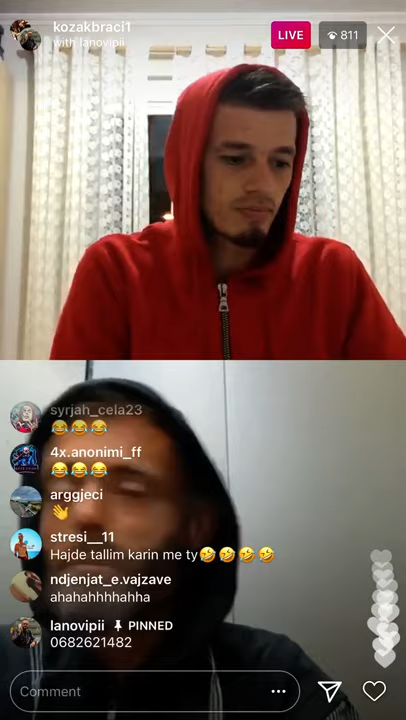 kozakbraci1
with lanovipii
LIVE
811
syrjah_cela23
😂😂😂
4x.anonimi_ff
😂😂😂
arggjeci
👋
stresi__11
Hajde tallim karin me ty🤣🤣🤣🤣
ndjenjat_e.vajzave
ahahahhhhahha
lanovipii PINNED
0682621482
Comment